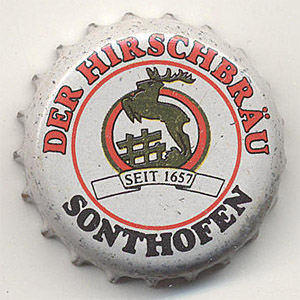 DER HIRSCHBRÄU
SEIT 1657
SONTHOFEN